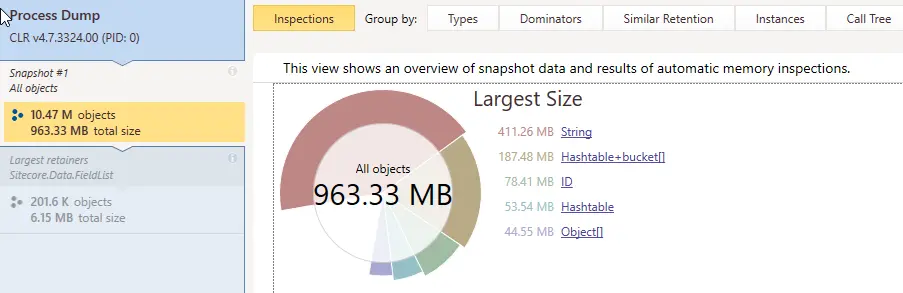 Process Dump
CLR v4.7.3324.00 (PID: 0)
Snapshot #1
All objects
10.47 M objects
963.33 MB total size
Largest retainers
Sitecore.Data.FieldList
201.6 K objects
6.15 MB total size
Inspections Group by: Types Dominators Similar Retention Instances Call Tree
This view shows an overview of snapshot data and results of automatic memory inspections.
Largest Size
All objects
963.33 MB
411.26 MB String
187.48 MB Hashtable+bucket[]
78.41 MB ID
53.54 MB Hashtable
44.55 MB Object[]